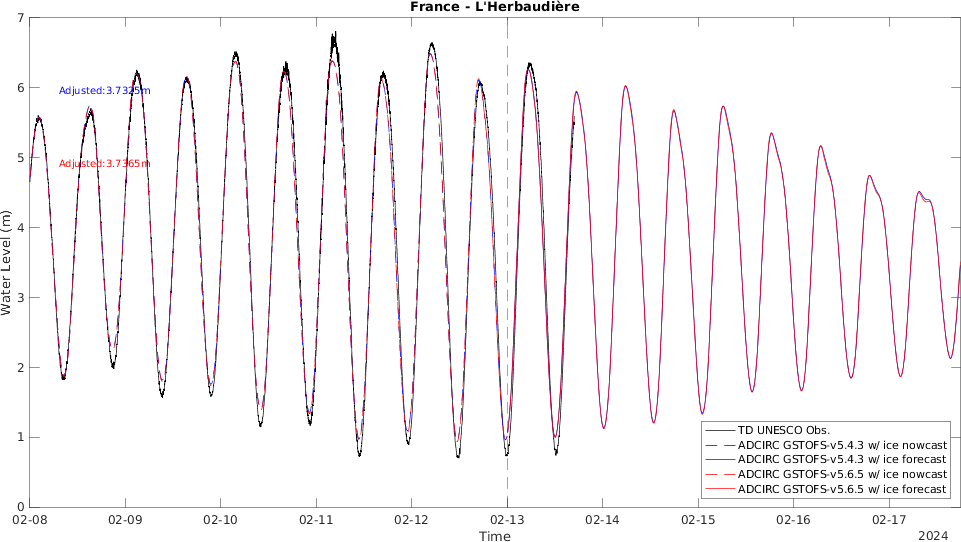 France - L'Herbaudière
7
6
5
4
3
2
1
0
Water Level (m)
Adjusted:3.7325m
Adjusted:3.7365m
TD UNESCO Obs.
ADCIRC GSTOFS-v5.4.3 w/ ice nowcast
ADCIRC GSTOFS-v5.4.3 w/ ice forecast
ADCIRC GSTOFS-v5.6.5 w/ ice nowcast
ADCIRC GSTOFS-v5.6.5 w/ ice forecast
02-08 02-09 02-10 02-11 02-12 02-13 02-14 02-15 02-16 02-17
Time
2024